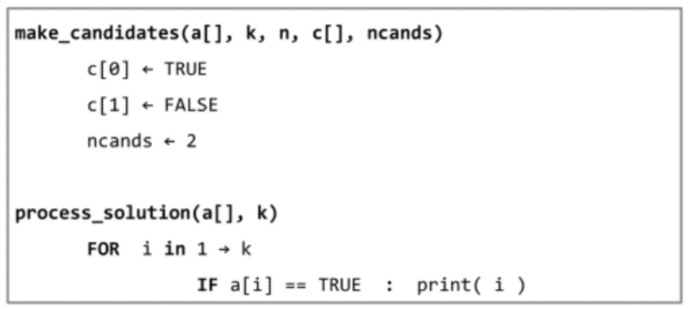 make_candidates(a[], k, n, c[], ncands)
c[0] ← TRUE
c[1] ← FALSE
ncands ← 2
process_solution(a[], k)
FOR i in 1 → k
IF a[i] == TRUE : print( i )